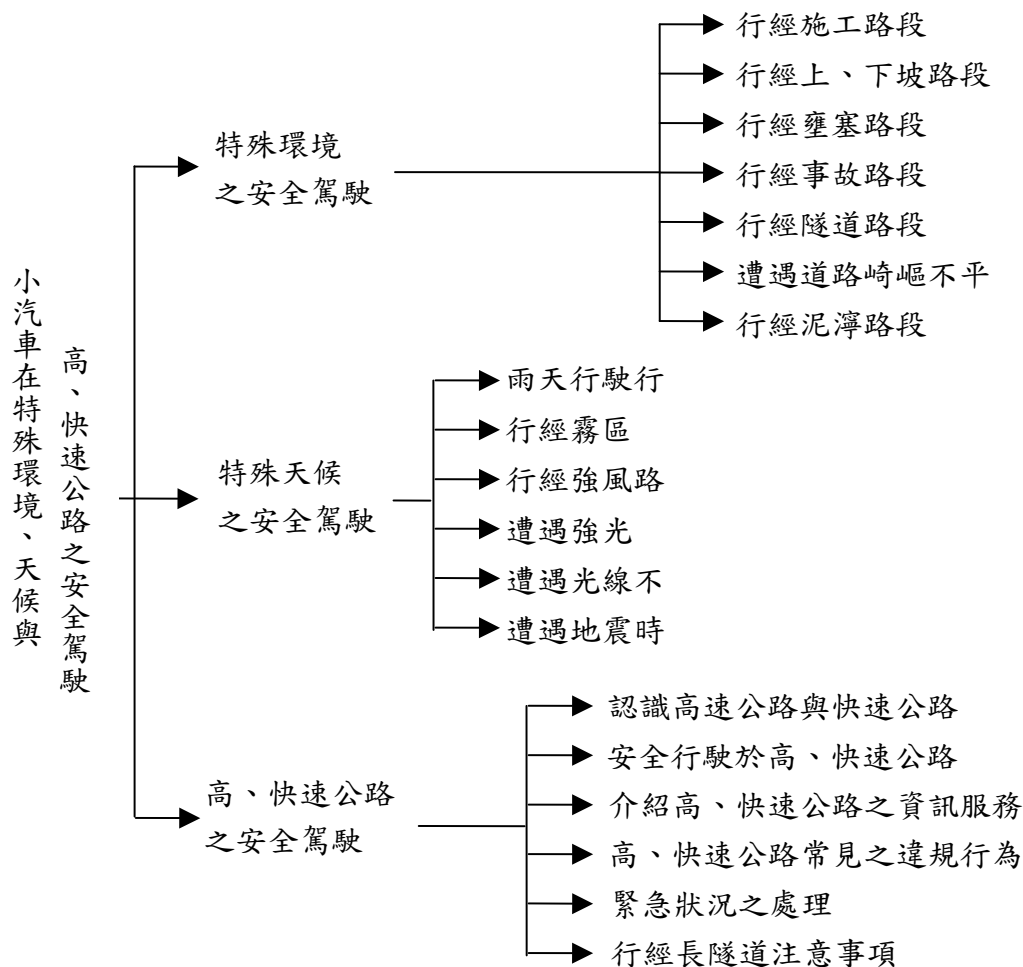 小汽車在特殊環境、天候與
高、快速公路之安全駕駛
特殊環境
之安全駕駛
行經施工路段
行經上、下坡路段
行經壅塞路段
行經事故路段
行經隧道路段
遭遇道路崎嶇不平
行經泥濘路段
特殊天候
之安全駕駛
雨天行駛行
行經霧區
行經強風路
遭遇強光
遭遇光線不
遭遇地震時
高、快速公路
之安全駕駛
認識高速公路與快速公路
安全行駛於高、快速公路
介紹高、快速公路之資訊服務
高、快速公路常見之違規行為
緊急狀況之處理
行經長隧道注意事項